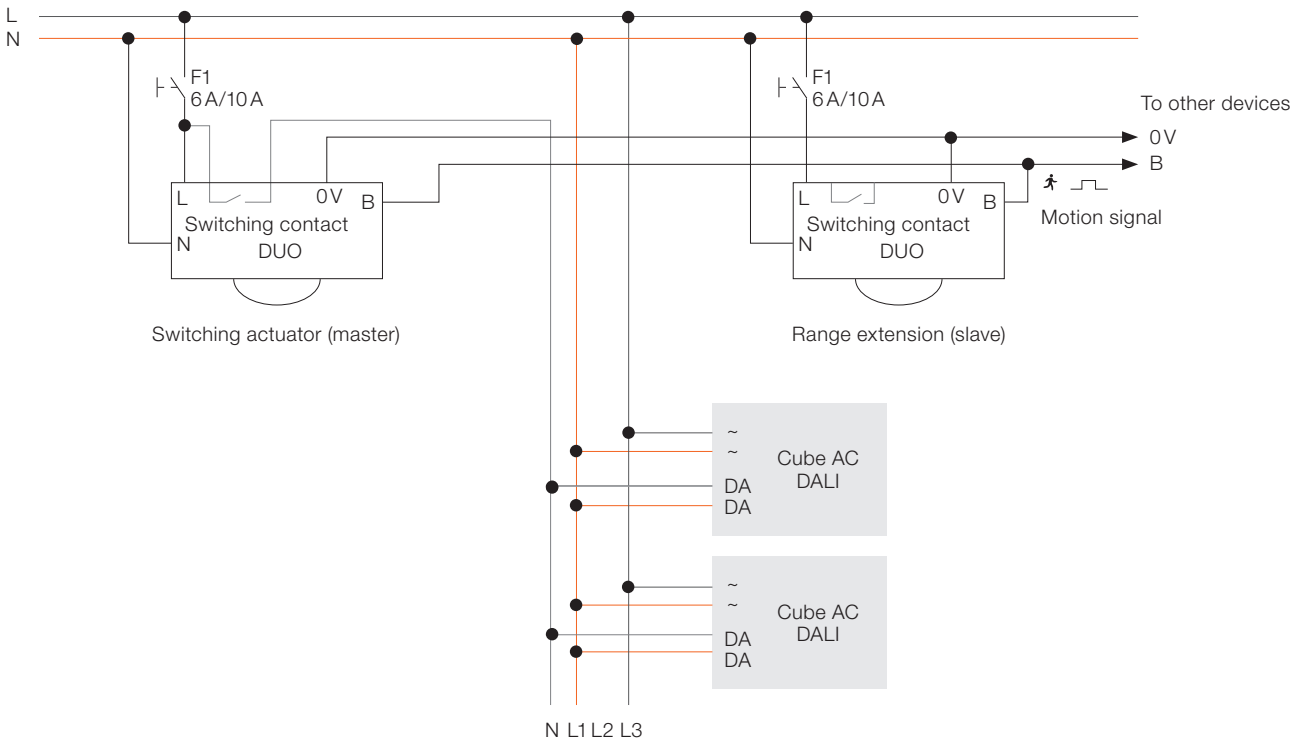 L
N
F1
6 A/10 A
F1
6 A/10 A
To other devices
0 V
B
L
0 V
B
Switching contact
N
DUO
L
0 V
B
Switching contact
N
DUO
Motion signal
Switching actuator (master)
Range extension (slave)
~
~
Cube AC
DALI
DA
DA
~
~
Cube AC
DALI
DA
DA
N L1 L2 L3